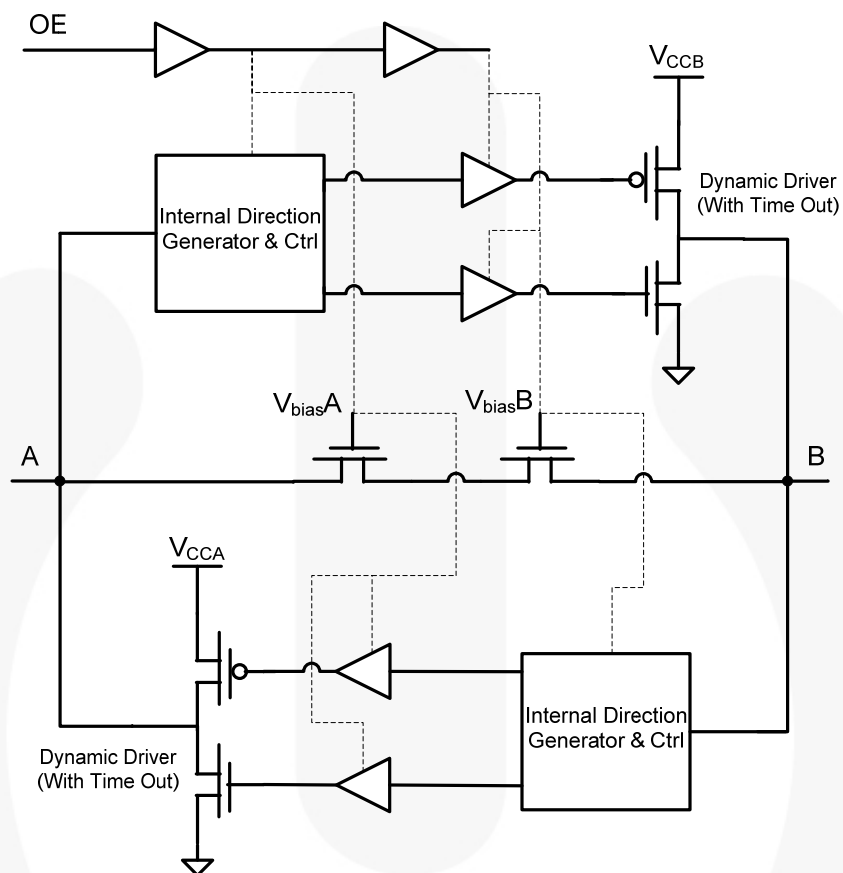 OE
VCCB
Dynamic Driver
(With Time Out)
Internal Direction
Generator & Ctrl
VbiasA
VbiasB
A
B
VCCA
Internal Direction
Generator & Ctrl
Dynamic Driver
(With Time Out)